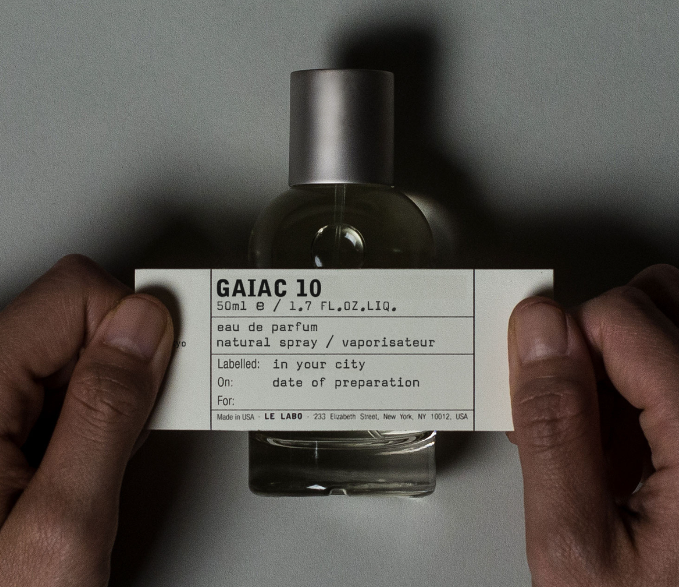 GAIAC 10
50ml e / 1.7 FL.OZ.LIQ.
eau de parfum
natural spray / vaporisateur
Labelled: in your city
On: date of preparation
For:
Made in USA - LE LABO - 233 Elizabeth Street, New York, NY 10012, USA